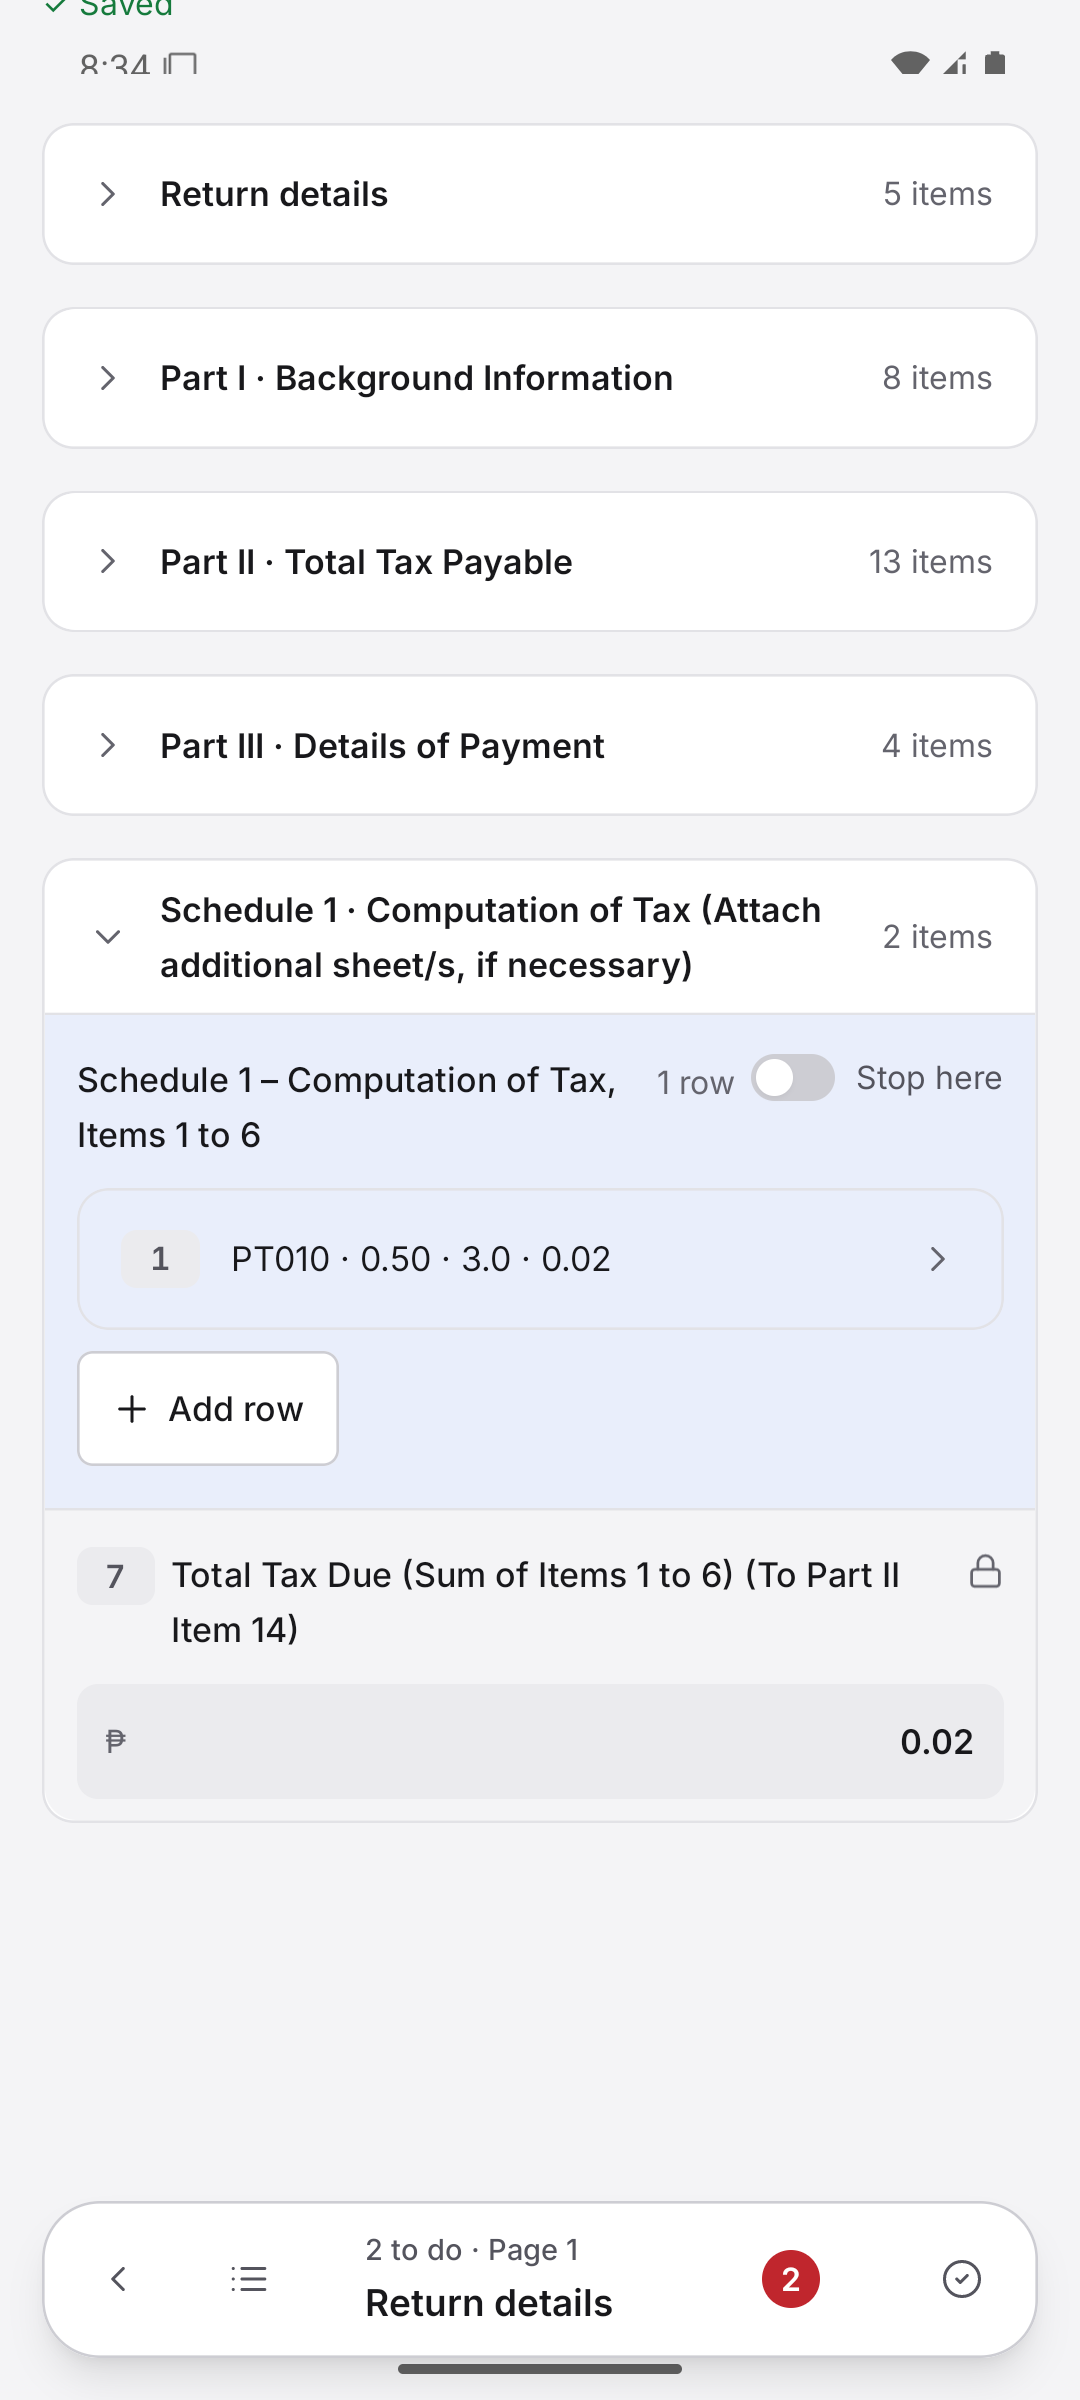 Saved
8:34
Return details
5 items
Part I · Background Information
8 items
Part II · Total Tax Payable
13 items
Part III · Details of Payment
4 items
Schedule 1 · Computation of Tax (Attach
additional sheet/s, if necessary)
2 items
Schedule 1 – Computation of Tax,
Items 1 to 6
1 row
Stop here
1
PT010 · 0.50 · 3.0 · 0.02
Add row
7
Total Tax Due (Sum of Items 1 to 6) (To Part II
Item 14)
₱
0.02
2 to do · Page 1
Return details
2